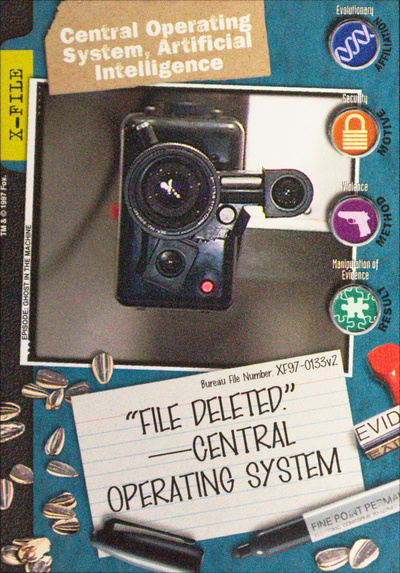 Central Operating
System, Artificial
Intelligence
X-FILE
TM & © 1997 Fox.
EPISODE: GHOST IN THE MACHINE
Evolutionary
AFFILIATION
Security
MOTIVE
Violence
METHOD
Manipulation of
Evidence
RESULT
Bureau File Number: XF97-0133v2
"FILE DELETED."
—CENTRAL
OPERATING SYSTEM
EVID
FINE POINT PERMA